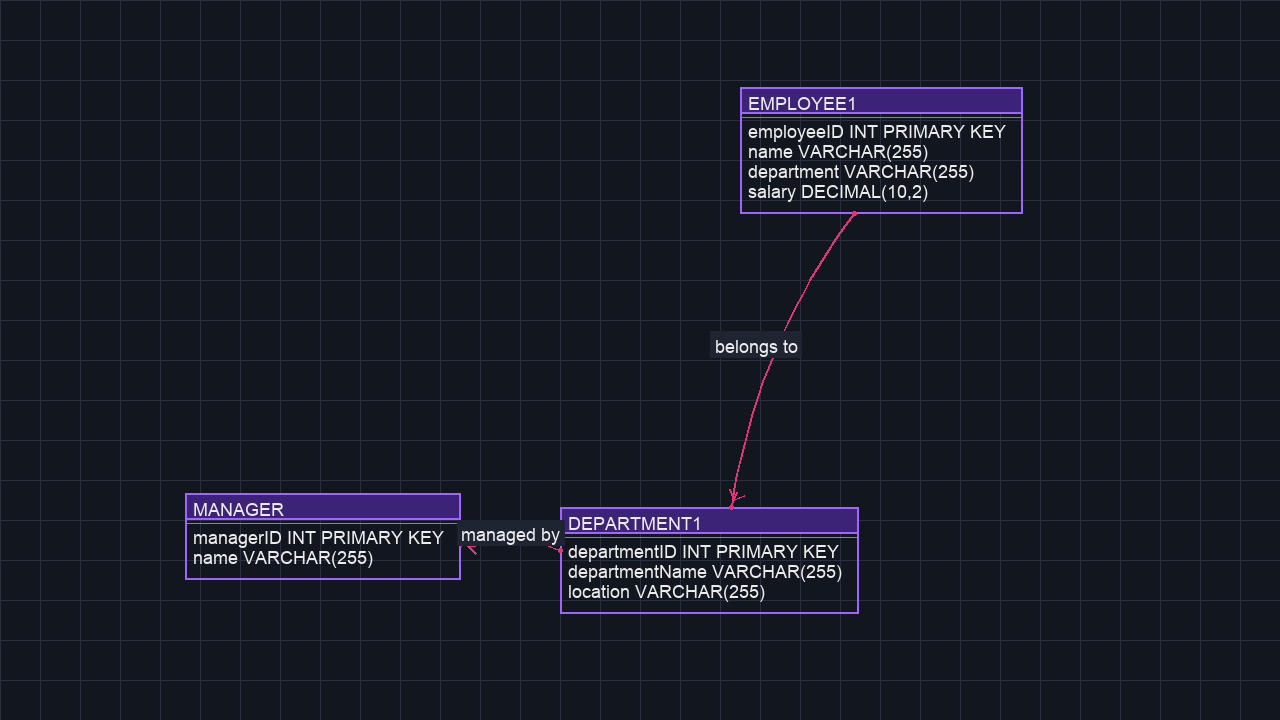 EMPLOYEE1
employeeID INT PRIMARY KEY
name VARCHAR(255)
department VARCHAR(255)
salary DECIMAL(10,2)
belongs to
MANAGER
managerID INT PRIMARY KEY
name VARCHAR(255)
managed by
DEPARTMENT1
departmentID INT PRIMARY KEY
departmentName VARCHAR(255)
location VARCHAR(255)